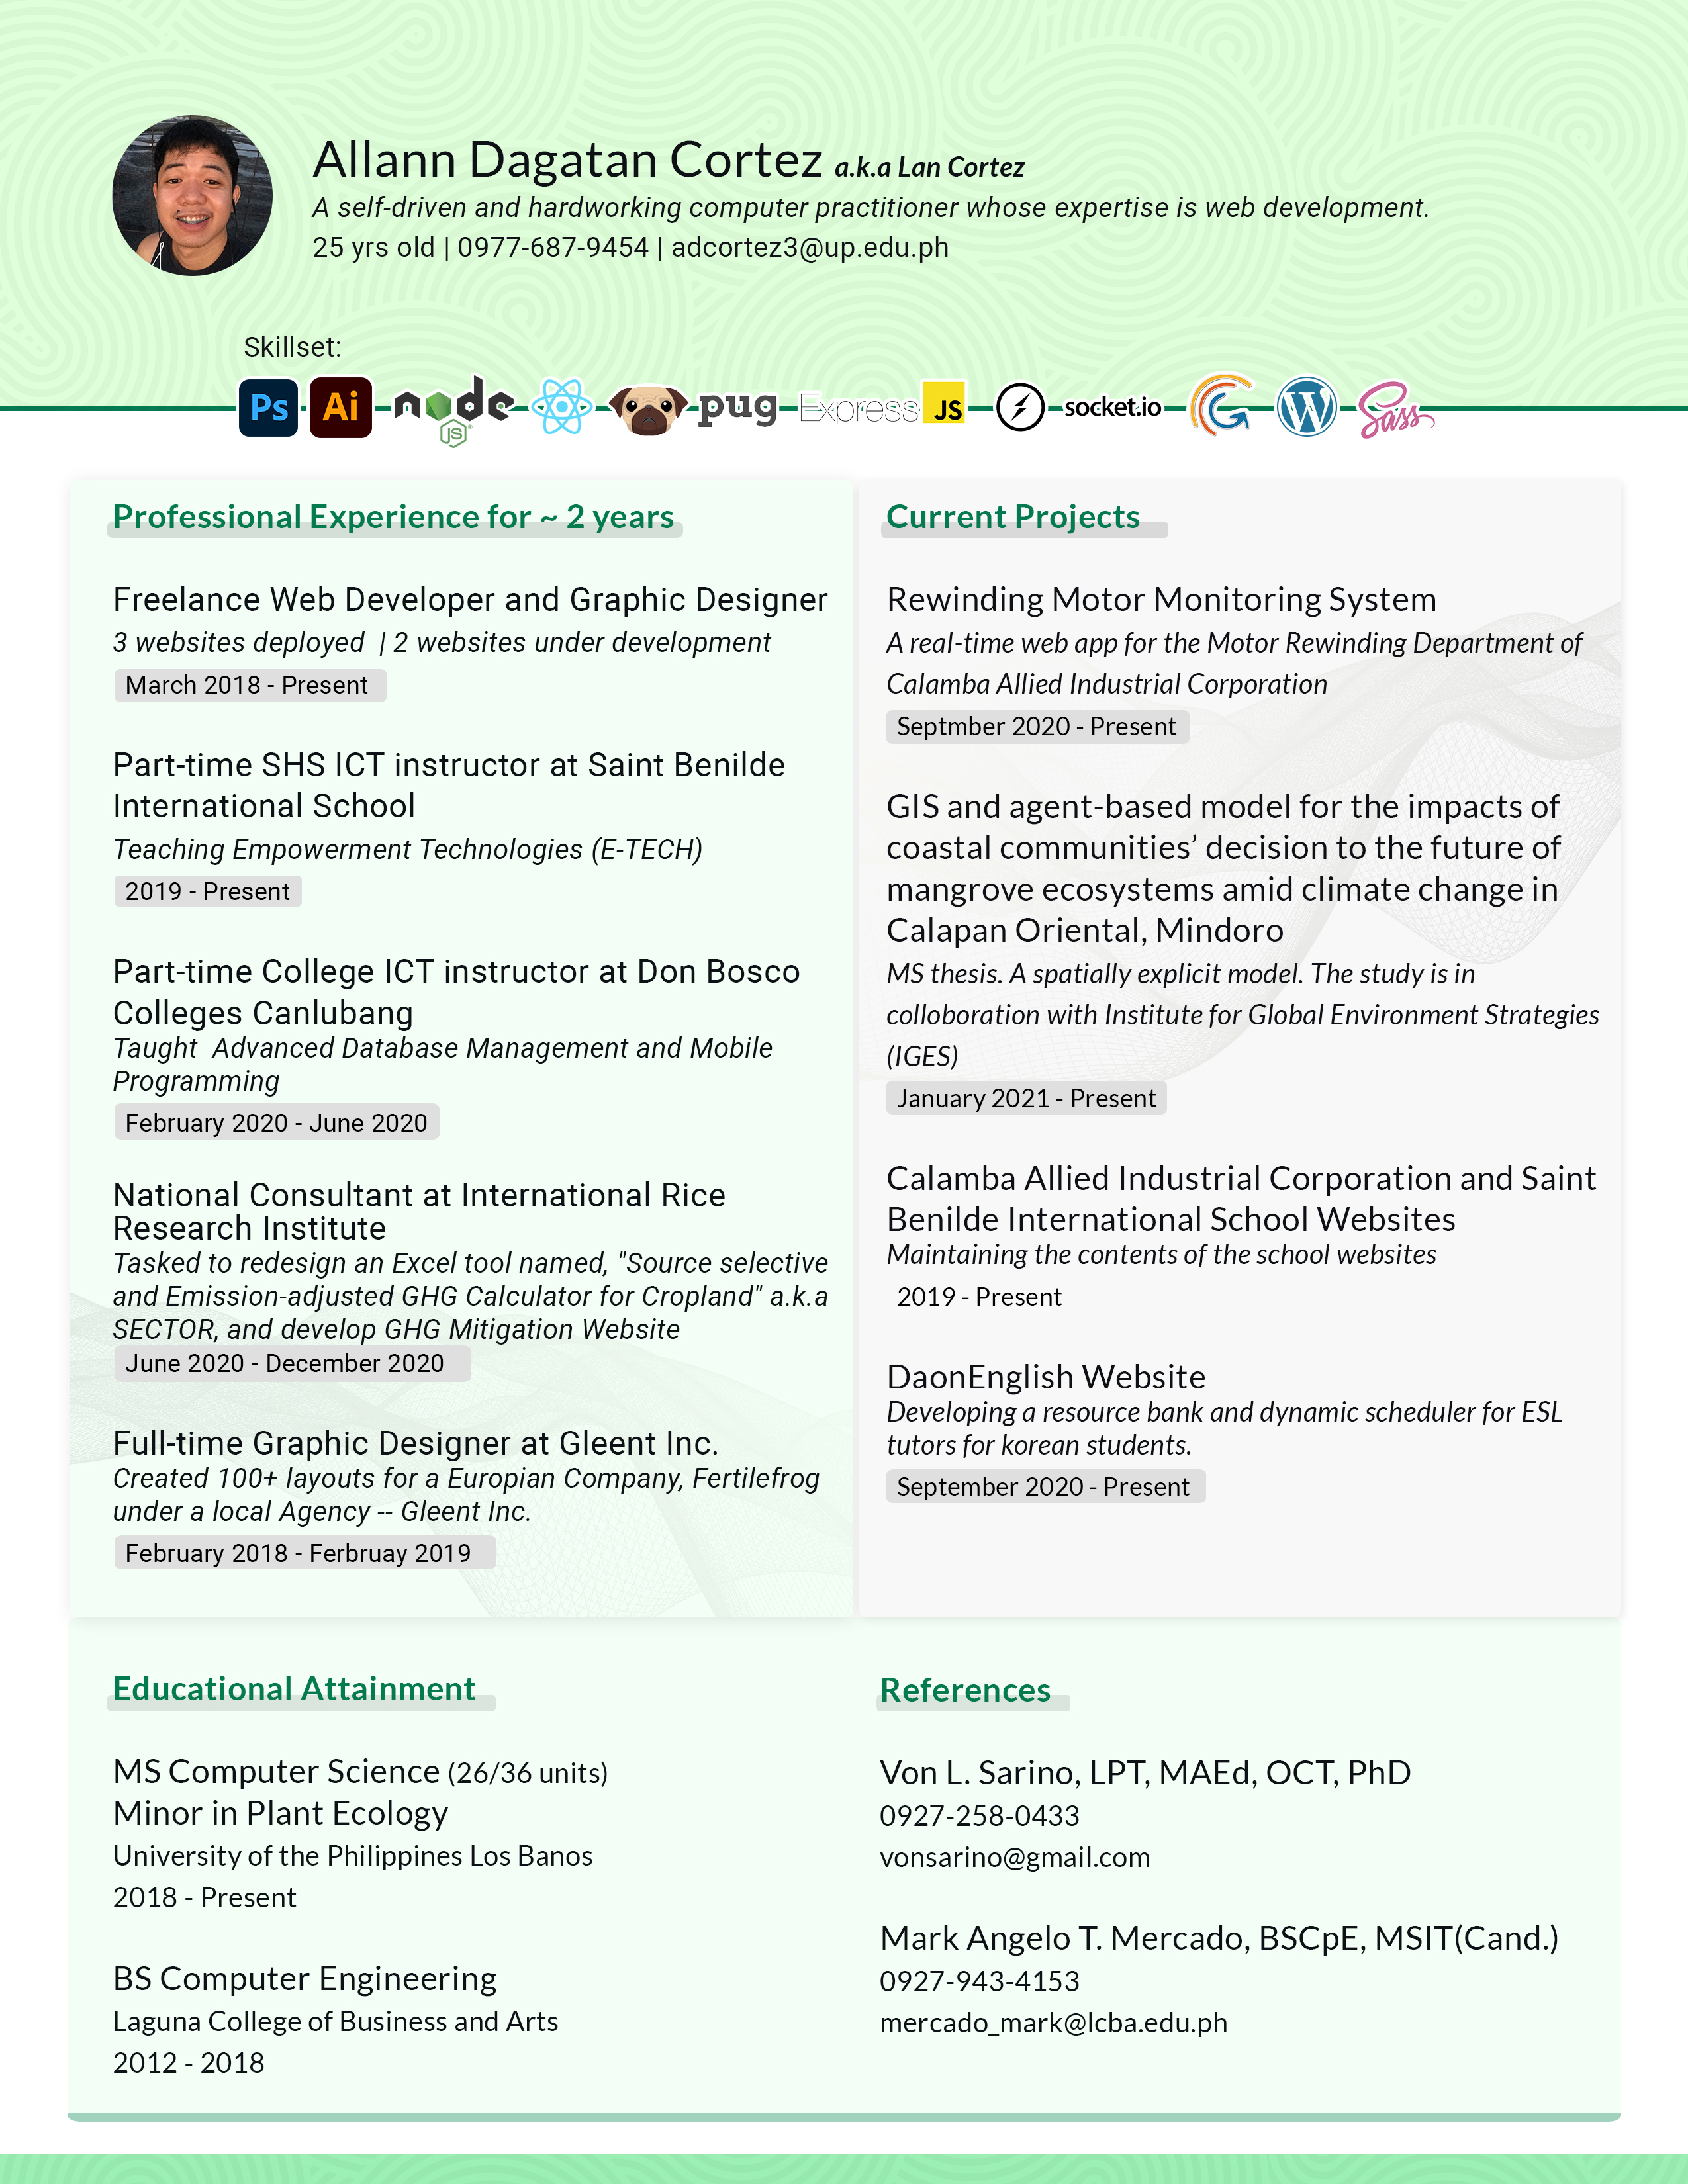 Allann Dagatan Cortez a.k.a Lan Cortez
A self-driven and hardworking computer practitioner whose expertise is web development.
25 yrs old | 0977-687-9454 | adcortez3@up.edu.ph
Skillset:
Ps Ai node JS pug Express JS socket.io W Sass
Professional Experience for ~ 2 years
Freelance Web Developer and Graphic Designer
3 websites deployed | 2 websites under development
March 2018 - Present
Part-time SHS ICT instructor at Saint Benilde
International School
Teaching Empowerment Technologies (E-TECH)
2019 - Present
Part-time College ICT instructor at Don Bosco
Colleges Canlubang
Taught Advanced Database Management and Mobile
Programming
February 2020 - June 2020
National Consultant at International Rice
Research Institute
Tasked to redesign an Excel tool named, "Source selective
and Emission-adjusted GHG Calculator for Cropland" a.k.a
SECTOR, and develop GHG Mitigation Website
June 2020 - December 2020
Full-time Graphic Designer at Gleent Inc.
Created 100+ layouts for a Europian Company, Fertilefrog
under a local Agency -- Gleent Inc.
February 2018 - Ferbruay 2019
Current Projects
Rewinding Motor Monitoring System
A real-time web app for the Motor Rewinding Department of
Calamba Allied Industrial Corporation
Septmber 2020 - Present
GIS and agent-based model for the impacts of
coastal communities’ decision to the future of
mangrove ecosystems amid climate change in
Calapan Oriental, Mindoro
MS thesis. A spatially explicit model. The study is in
colloboration with Institute for Global Environment Strategies
(IGES)
January 2021 - Present
Calamba Allied Industrial Corporation and Saint
Benilde International School Websites
Maintaining the contents of the school websites
2019 - Present
DaonEnglish Website
Developing a resource bank and dynamic scheduler for ESL
tutors for korean students.
September 2020 - Present
Educational Attainment
MS Computer Science (26/36 units)
Minor in Plant Ecology
University of the Philippines Los Banos
2018 - Present
BS Computer Engineering
Laguna College of Business and Arts
2012 - 2018
References
Von L. Sarino, LPT, MAEd, OCT, PhD
0927-258-0433
vonsarino@gmail.com
Mark Angelo T. Mercado, BSCpE, MSIT(Cand.)
0927-943-4153
mercado_mark@lcba.edu.ph